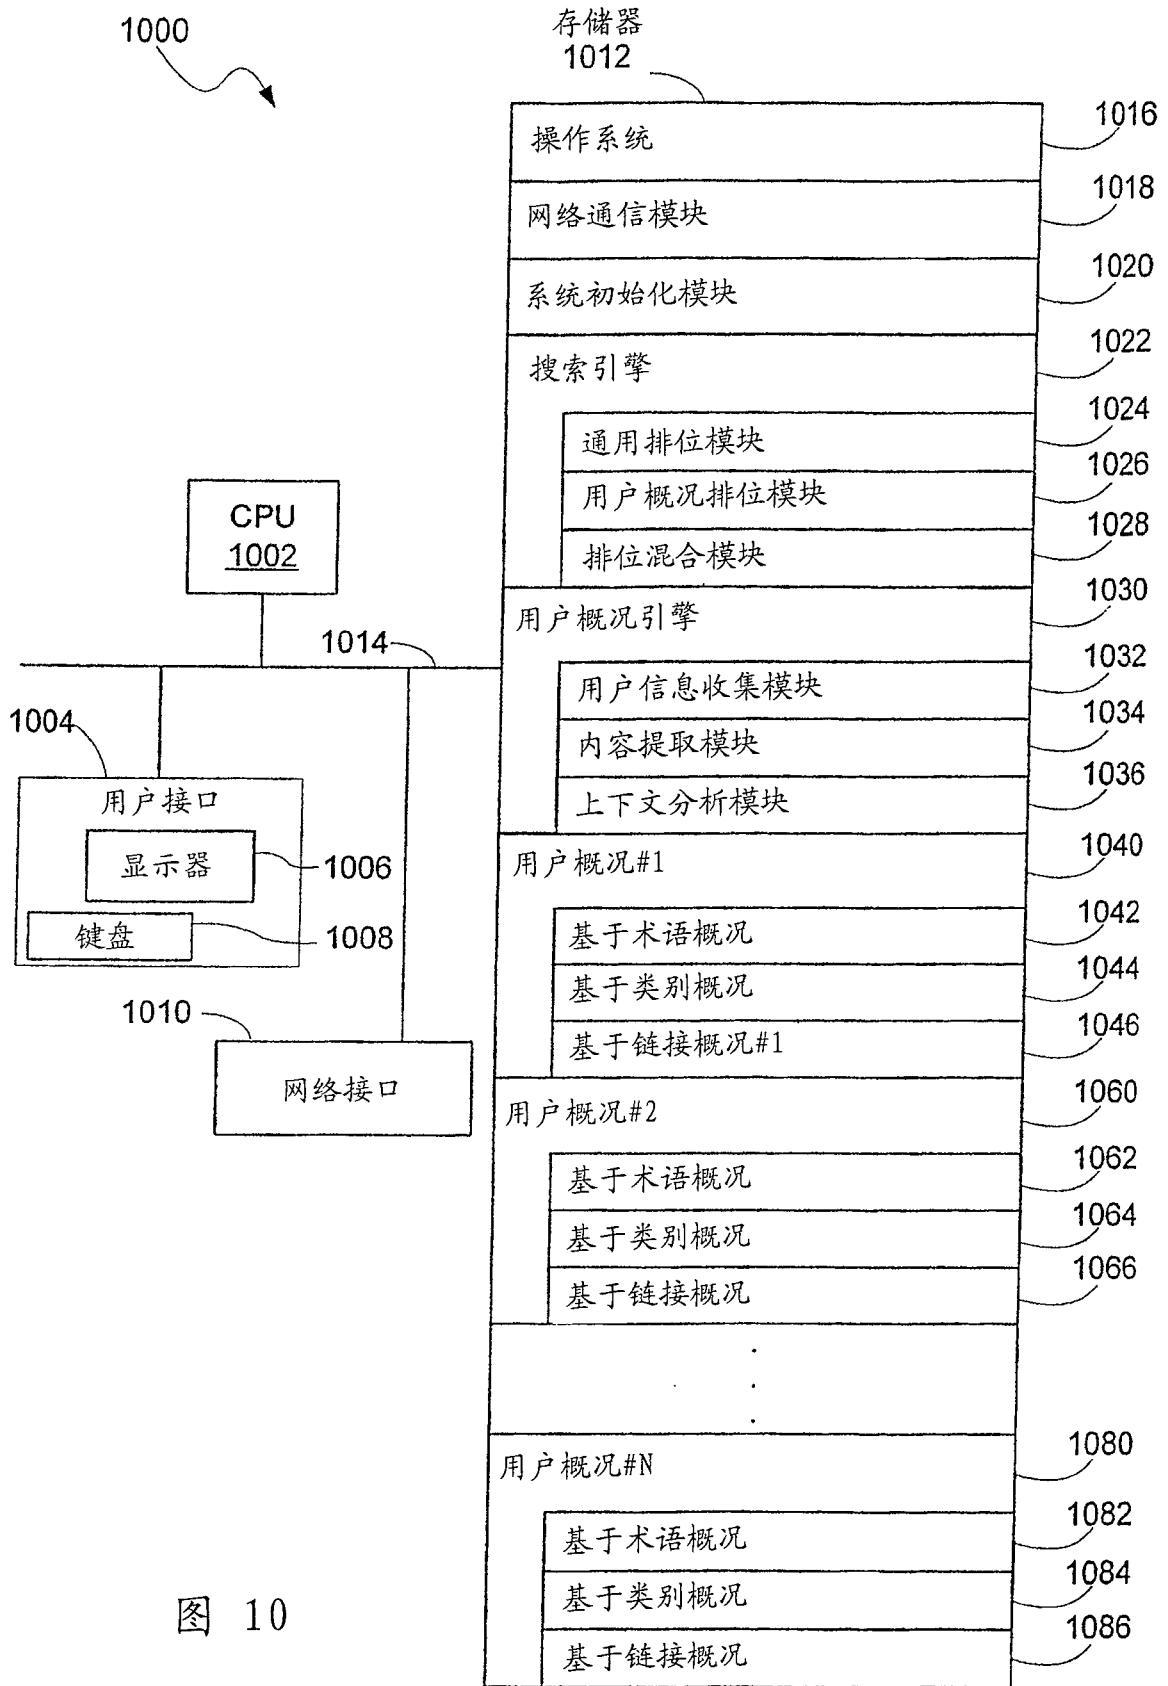 1000
存储器
1012
操作系统
1016
网络通信模块
1018
系统初始化模块
1020
搜索引擎
1022
通用排位模块
1024
用户概况排位模块
1026
排位混合模块
1028
CPU
1002
1014
用户概况引擎
1030
用户信息收集模块
1032
内容提取模块
1034
上下文分析模块
1036
1004
用户接口
显示器
1006
键盘
1008
1010
网络接口
用户概况#1
1040
基于术语概况
1042
基于类别概况
1044
基于链接概况#1
1046
用户概况#2
1060
基于术语概况
1062
基于类别概况
1064
基于链接概况
1066
用户概况#N
1080
基于术语概况
1082
基于类别概况
1084
基于链接概况
1086
图 10